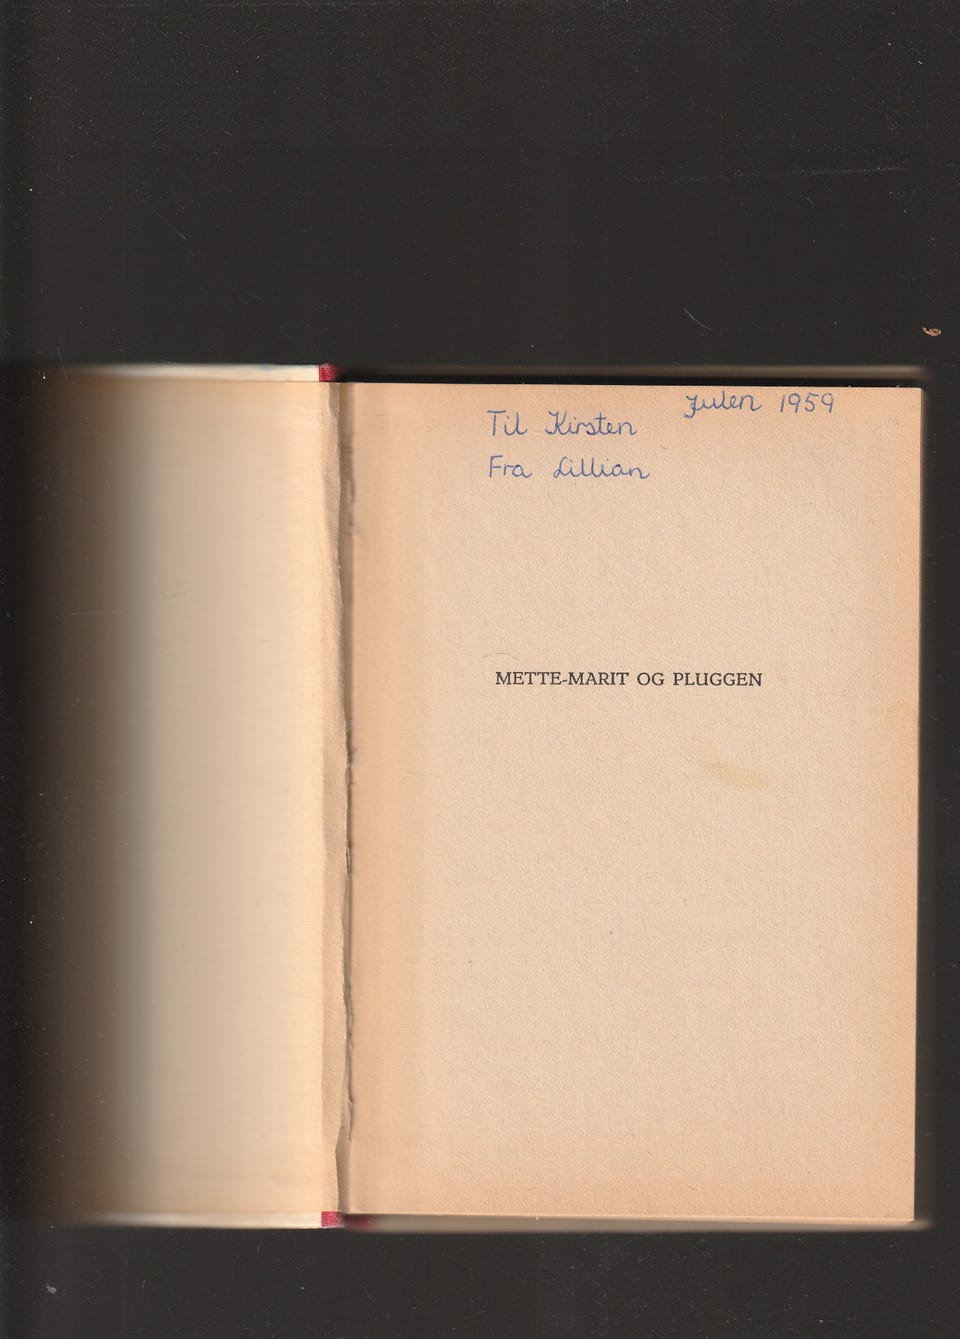 Julen 1959
Til Kirsten
Fra Lillian
METTE-MARIT OG PLUGGEN